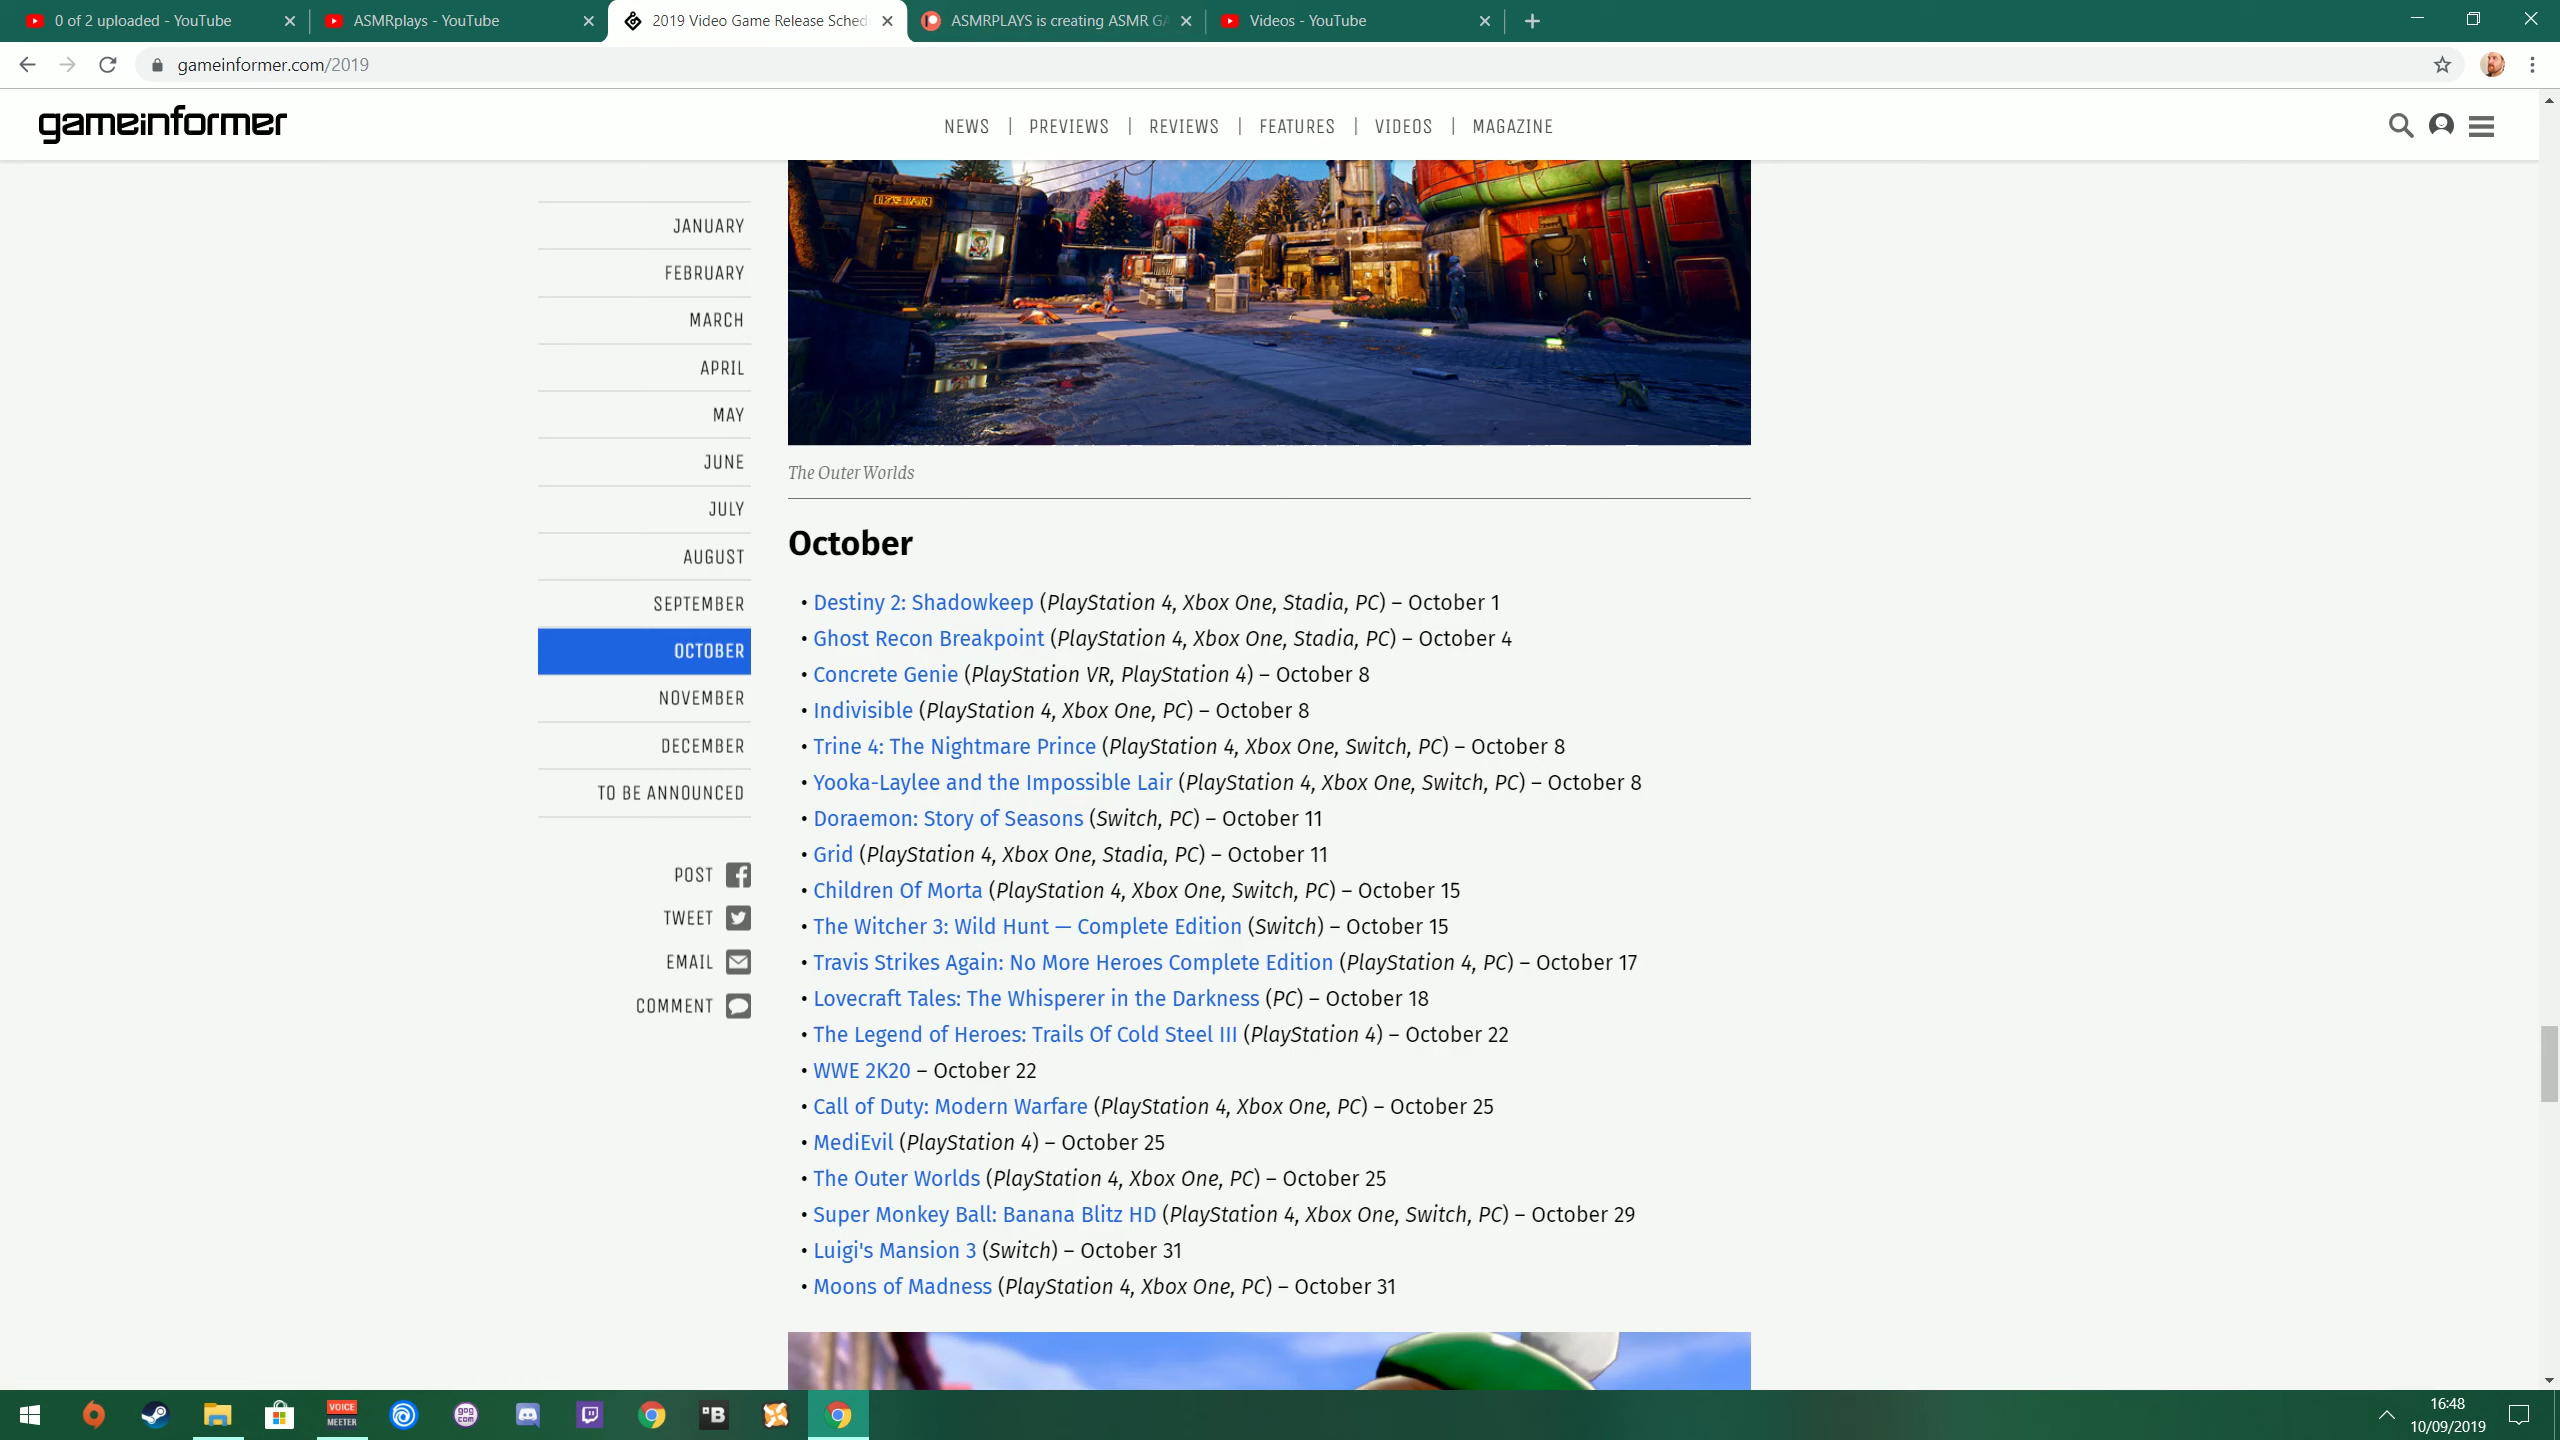 0 of 2 uploaded - YouTube
ASMRplays - YouTube
2019 Video Game Release Sched
ASMRPLAYS is creating ASMR GA
Videos - YouTube
gameinformer.com/2019
gameinformer
NEWS | PREVIEWS | REVIEWS | FEATURES | VIDEOS | MAGAZINE
JANUARY
FEBRUARY
MARCH
APRIL
MAY
JUNE
JULY
AUGUST
SEPTEMBER
OCTOBER
NOVEMBER
DECEMBER
TO BE ANNOUNCED
POST
TWEET
EMAIL
COMMENT
The Outer Worlds
October
• Destiny 2: Shadowkeep (PlayStation 4, Xbox One, Stadia, PC) – October 1
• Ghost Recon Breakpoint (PlayStation 4, Xbox One, Stadia, PC) – October 4
• Concrete Genie (PlayStation VR, PlayStation 4) – October 8
• Indivisible (PlayStation 4, Xbox One, PC) – October 8
• Trine 4: The Nightmare Prince (PlayStation 4, Xbox One, Switch, PC) – October 8
• Yooka-Laylee and the Impossible Lair (PlayStation 4, Xbox One, Switch, PC) – October 8
• Doraemon: Story of Seasons (Switch, PC) – October 11
• Grid (PlayStation 4, Xbox One, Stadia, PC) – October 11
• Children Of Morta (PlayStation 4, Xbox One, Switch, PC) – October 15
• The Witcher 3: Wild Hunt — Complete Edition (Switch) – October 15
• Travis Strikes Again: No More Heroes Complete Edition (PlayStation 4, PC) – October 17
• Lovecraft Tales: The Whisperer in the Darkness (PC) – October 18
• The Legend of Heroes: Trails Of Cold Steel III (PlayStation 4) – October 22
• WWE 2K20 – October 22
• Call of Duty: Modern Warfare (PlayStation 4, Xbox One, PC) – October 25
• MediEvil (PlayStation 4) – October 25
• The Outer Worlds (PlayStation 4, Xbox One, PC) – October 25
• Super Monkey Ball: Banana Blitz HD (PlayStation 4, Xbox One, Switch, PC) – October 29
• Luigi's Mansion 3 (Switch) – October 31
• Moons of Madness (PlayStation 4, Xbox One, PC) – October 31
VOICE
MEETER
gog
com
B
16:48
10/09/2019